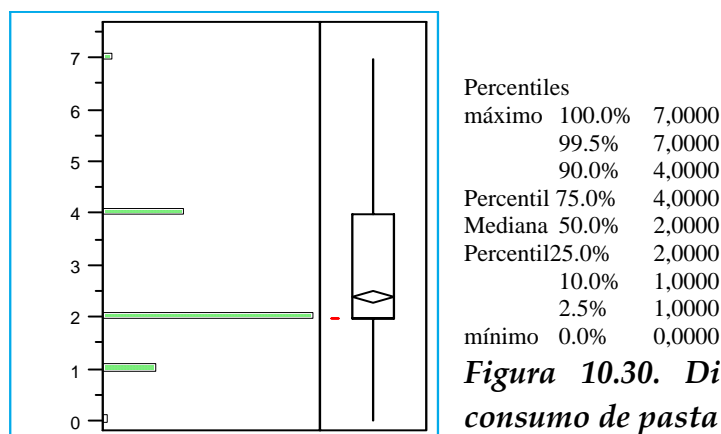 7
6
5
4
3
2
1
0
Percentiles
máximo 100.0% 7,0000
99.5% 7,0000
90.0% 4,0000
Percentil 75.0% 4,0000
Mediana 50.0% 2,0000
Percentil25.0% 2,0000
10.0% 1,0000
2.5% 1,0000
mínimo 0.0% 0,0000
Figura 10.30. Di
consumo de pasta